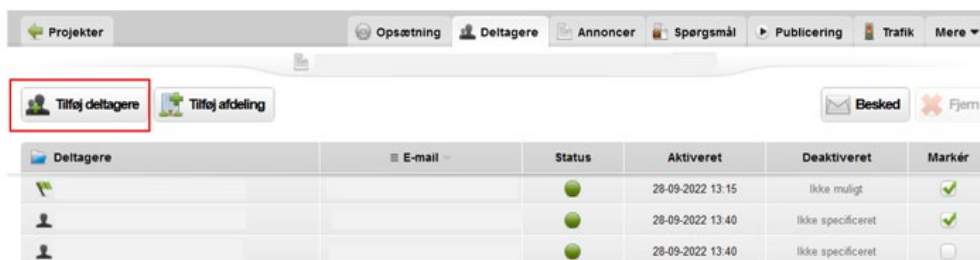 Projekter Opsætning Deltagere Annoncer Spørgsmål Publicering Trafik Mere
Tilføj deltagere Tilføj afdeling Besked Fjern
Deltagere E-mail Status Aktiveret Deaktiveret Markér
28-09-2022 13:15 Ikke muligt
28-09-2022 13:40 Ikke specificeret
28-09-2022 13:40 Ikke specificeret